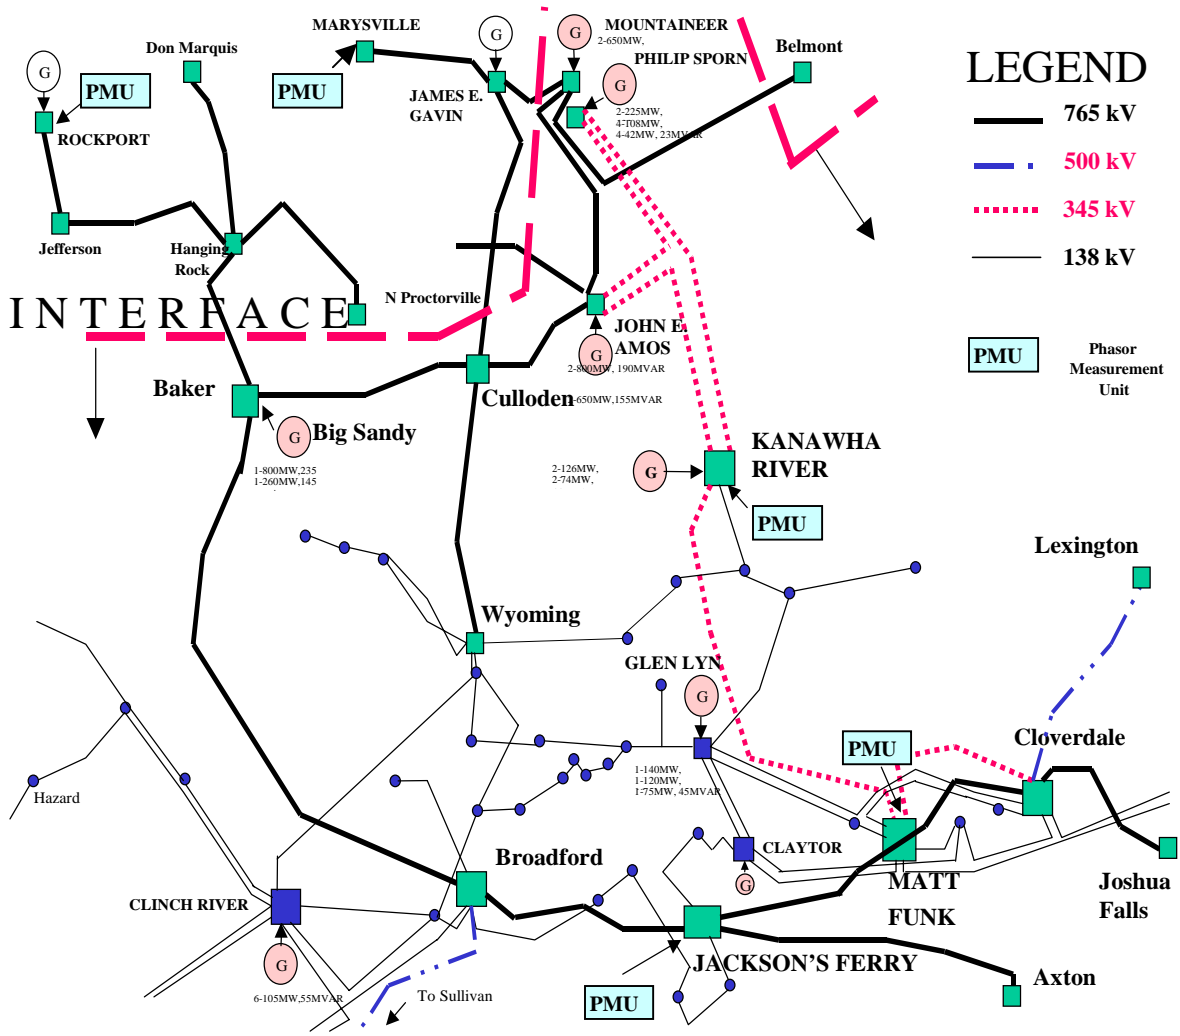 MARYSVILLE
Don Marquis
G
PMU
ROCKPORT
PMU
G
JAMES E.
GAVIN
G
MOUNTAINEER
2-650MW,
PHILIP SPORN
G
2-225MW,
4-108MW,
4-42MW, 23MVAR
Belmont
LEGEND
765 kV
500 kV
345 kV
138 kV
PMU
Phasor
Measurement
Unit
Jefferson
Hanging
Rock
N Proctorville
INTERFACE
JOHN E.
AMOS
G
2-800MW, 190MVAR
Baker
Culloden
-650MW,155MVAR
G
Big Sandy
1-800MW,235
1-260MW,145
KANAWHA
RIVER
2-126MW,
2-74MW,
G
PMU
Lexington
Wyoming
GLEN LYN
G
1-140MW,
1-120MW,
1-75MW, 45MVAR
PMU
Cloverdale
Hazard
CLAYTOR
G
Broadford
MATT
FUNK
Joshua
Falls
CLINCH RIVER
G
6-105MW,55MVAR
To Sullivan
JACKSON'S FERRY
PMU
Axton